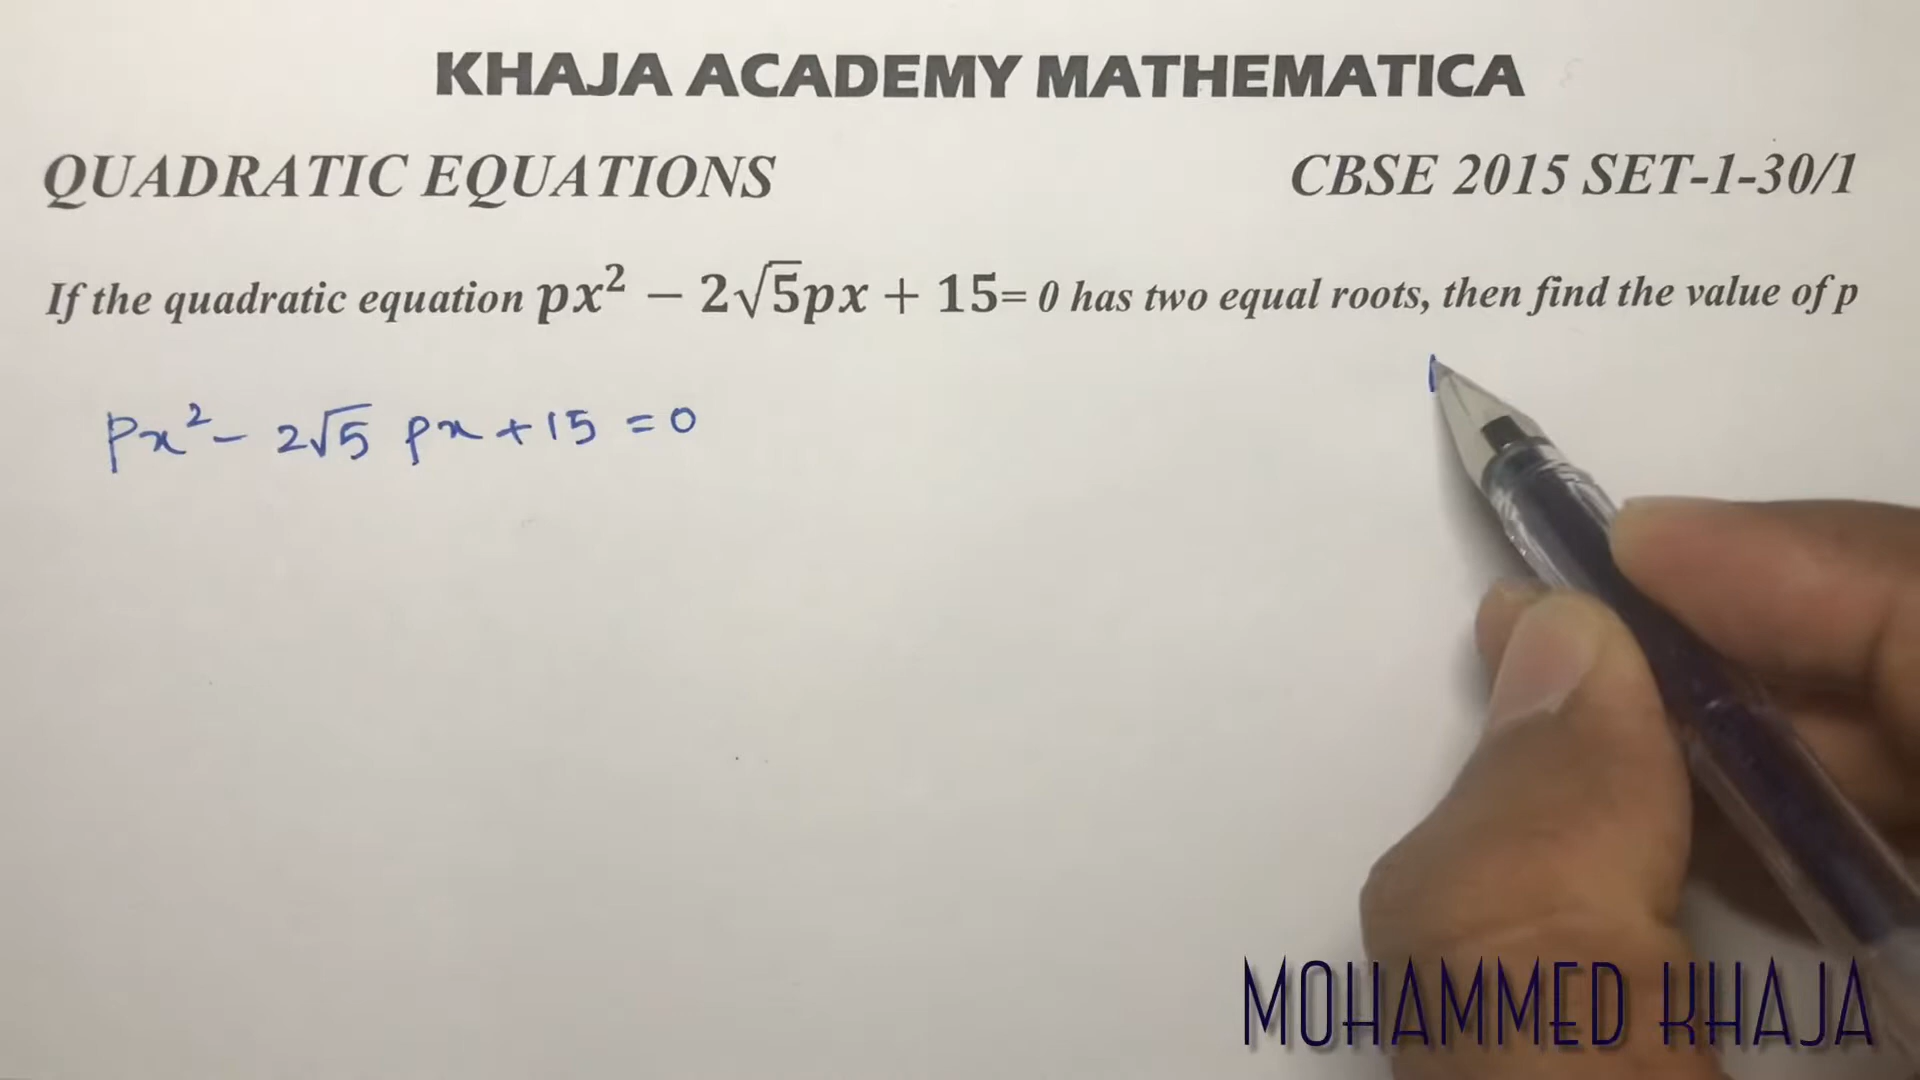 KHAJA ACADEMY MATHEMATICA
QUADRATIC EQUATIONS CBSE 2015 SET-1-30/1
If the quadratic equation px² − 2√5px + 15= 0 has two equal roots, then find the value of p
px² − 2√5 px + 15 = 0
MOHAMMED KHAJA